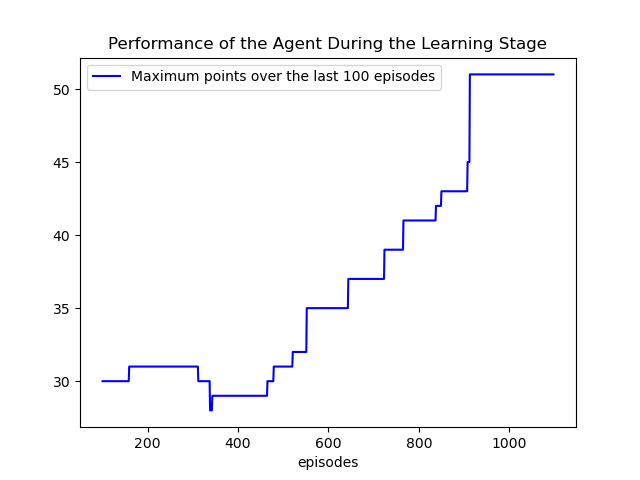 Performance of the Agent During the Learning Stage
Maximum points over the last 100 episodes
50
45
40
35
30
200 400 600 800 1000
episodes